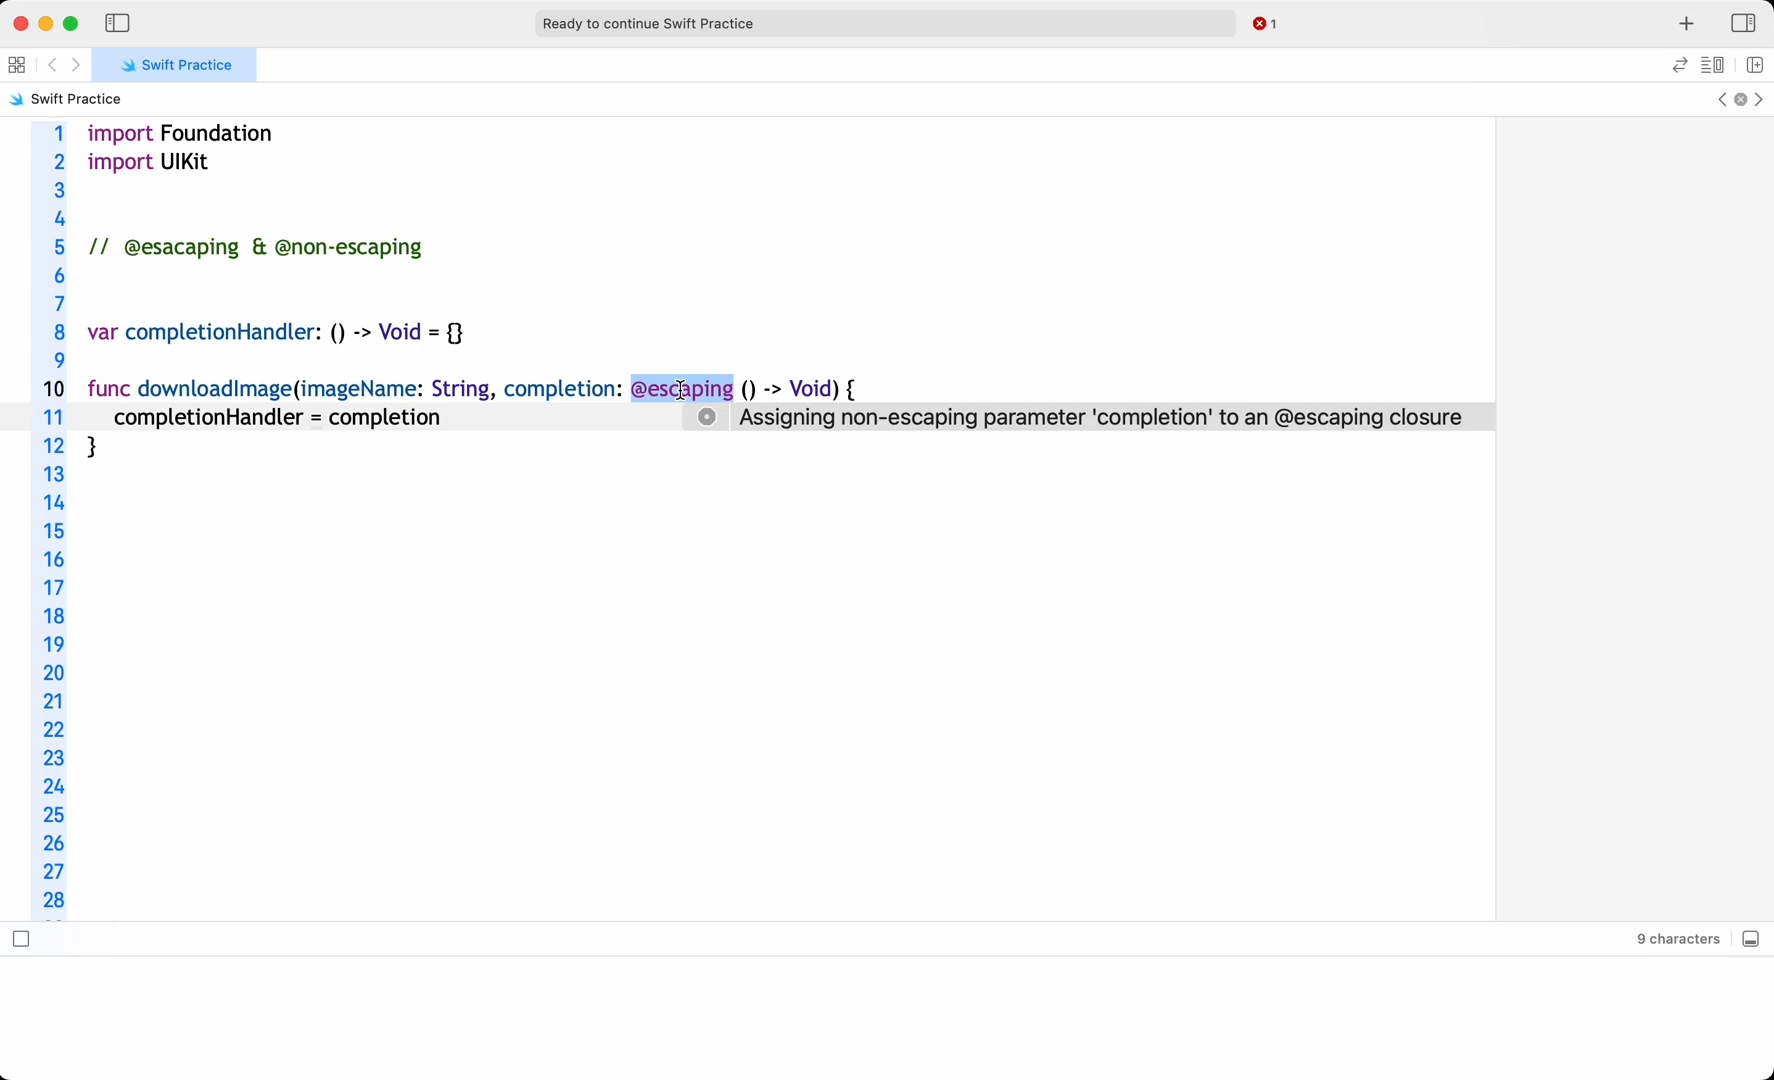 Ready to continue Swift Practice
1
Swift Practice
Swift Practice
1 import Foundation
2 import UIKit
3
4
5 // @esacaping & @non-escaping
6
7
8 var completionHandler: () -> Void = {}
9
10 func downloadImage(imageName: String, completion: @escaping () -> Void) {
11 completionHandler = completion Assigning non-escaping parameter 'completion' to an @escaping closure
12 }
13
14
15
16
17
18
19
20
21
22
23
24
25
26
27
28
9 characters